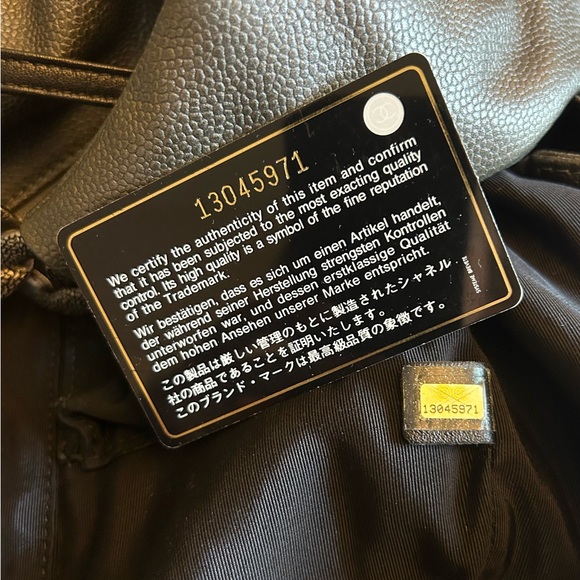 13045971
We certify the authenticity of this item and confirm
that it has been subjected to the most exacting quality
control. Its high quality is a symbol of the fine reputation
of the Trademark.
Wir bestätigen, dass es sich um einen Artikel handelt,
der während seiner Herstellung strengsten Kontrollen
unterworfen war, und dessen erstklassige Qualität
dem hohen Ansehen unserer Marke entspricht.
この製品は厳しい管理のもとに製造されたシャネル
社の商品であることを証明いたします。
このブランド・マークは最高級品質の象徴です。
13045971